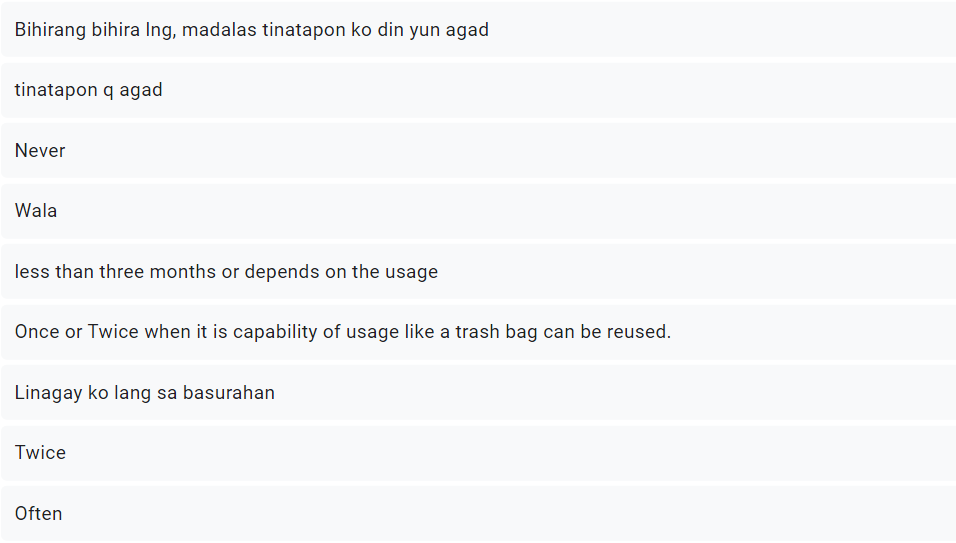 Bihirang bihira lng, madalas tinatapon ko din yun agad
tinatapon q agad
Never
Wala
less than three months or depends on the usage
Once or Twice when it is capability of usage like a trash bag can be reused.
Linagay ko lang sa basurahan
Twice
Often